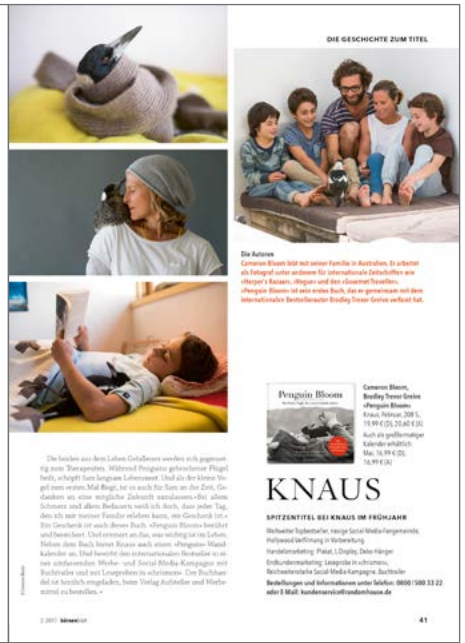 DIE GESCHICHTE ZUM TITEL
Die Autoren
Cameron Bloom lebt mit seiner Familie in Australien. Er arbeitet
als Fotograf unter anderem für internationale Zeitschriften wie
»Harper's Bazaar«, »Vogue« und den »Gourmet Traveller«.
»Penguin Bloom« ist sein erstes Buch, das er gemeinsam mit dem
internationalen Bestsellerautor Bradley Trevor Greive verfasst hat.
Penguin Bloom
Cameron Bloom,
Bradley Trevor Greive
»Penguin Bloom«
Knaus, Februar, 208 S.,
19,99 € (D), 20,60 € (A)
Auch als großformatiger
Kalender erhältlich:
Mai, 16,99 € (D),
16,99 € (A)
Die beiden aus dem Leben Gefallenen werden sich gegensei-
tig zum Therapeuten. Während Penguins gebrochener Flügel
heilt, schöpft Sam langsam Lebensmut. Und als der kleine Vo-
gel zum ersten Mal fliegt, ist es auch für Sam an der Zeit, Ge-
danken an eine mögliche Zukunft zuzulassen. »Bei allem
Schmerz und allem Bedauern weiß ich doch, dass jeder Tag,
den ich mit meiner Familie erleben kann, ein Geschenk ist.«
Ein Geschenk ist auch dieses Buch. »Penguin Bloom« berührt
und bereichert. Und erinnert an das, was wichtig ist im Leben.
Neben dem Buch bietet Knaus auch einen »Penguin«-Wand-
kalender an. Und bewirbt den internationalen Bestseller in ei-
ner umfassenden Werbe- und Social-Media-Kampagne mit
Buchtrailer und mit Leseproben in »chrismon«. Der Buchhan-
del ist herzlich eingeladen, beim Verlag Aufsteller und Werbe-
mittel zu bestellen. •
KNAUS
SPITZENTITEL BEI KNAUS IM FRÜHJAHR
Weltweiter Topbestseller, riesige Social-Media-Fangemeinde,
Hollywood-Verfilmung in Vorbereitung
Handelsmarketing: Plakat, L-Display, Deko-Hänger
Endkundenmarketing: Leseprobe in »chrismon«,
Reichweitenstarke Social-Media-Kampagne, Buchtrailer
Bestellungen und Informationen unter Telefon: 0800 / 500 33 22
oder E-Mail: kundenservice@randomhouse.de
2 2017 börsenblatt
41